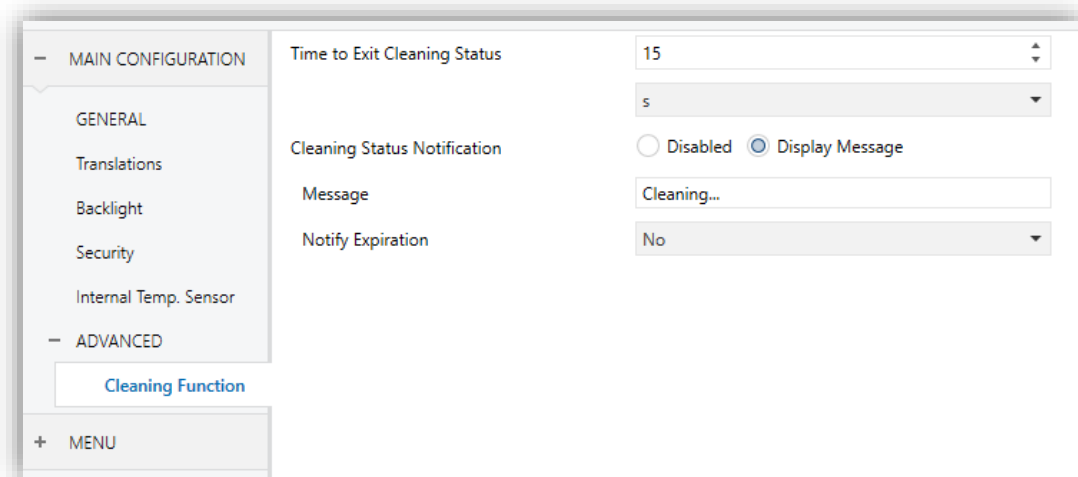 MAIN CONFIGURATION
GENERAL
Translations
Backlight
Security
Internal Temp. Sensor
ADVANCED
Cleaning Function
MENU
Time to Exit Cleaning Status
15
s
Cleaning Status Notification
Disabled Display Message
Message
Cleaning...
Notify Expiration
No